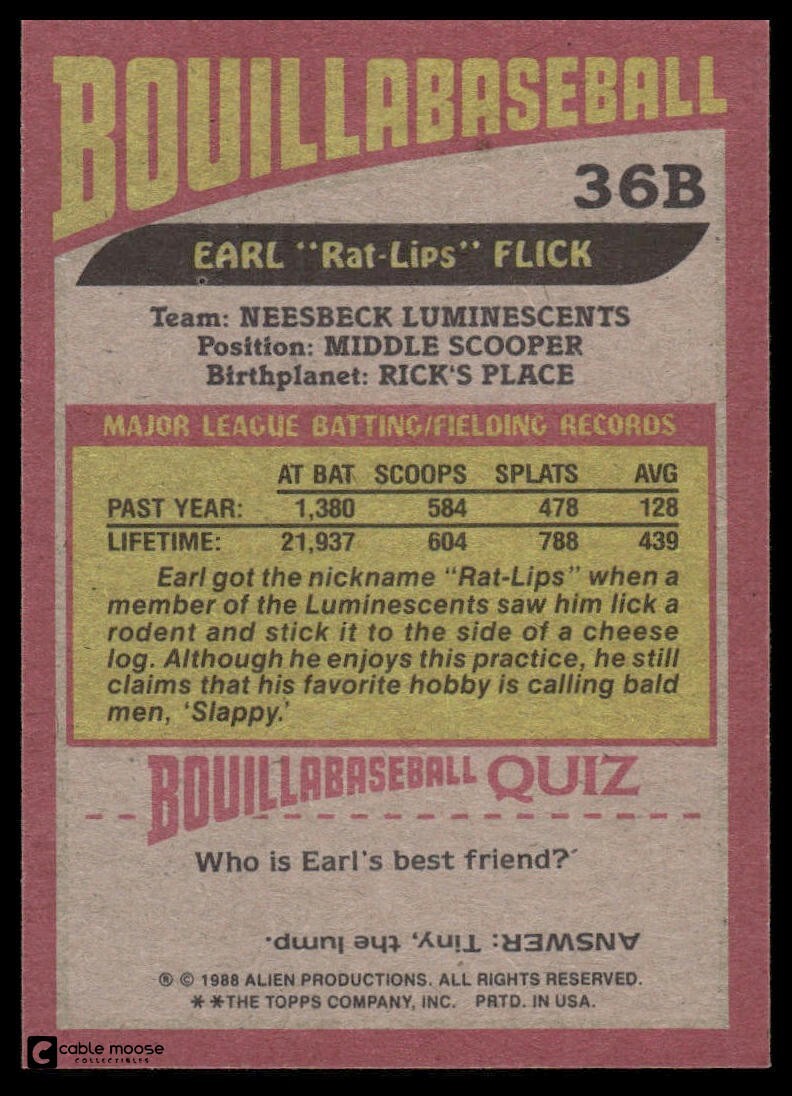 BOUILLABASEBALL
36B
EARL "Rat-Lips" FLICK
Team: NEESBECK LUMINESCENTS
Position: MIDDLE SCOOPER
Birthplanet: RICK'S PLACE
MAJOR LEAGUE BATTING/FIELDING RECORDS
AT BAT SCOOPS SPLATS AVG
PAST YEAR: 1,380 584 478 128
LIFETIME: 21,937 604 788 439
Earl got the nickname "Rat-Lips" when a
member of the Luminescents saw him lick a
rodent and stick it to the side of a cheese
log. Although he enjoys this practice, he still
claims that his favorite hobby is calling bald
men, 'Slappy.'
BOUILLABASEBALL QUIZ
Who is Earl's best friend?
ANSWER: Tiny, the lump.
® © 1988 ALIEN PRODUCTIONS. ALL RIGHTS RESERVED.
* *THE TOPPS COMPANY, INC. PRTD. IN USA.
C cable moose
COLLECTIBLES